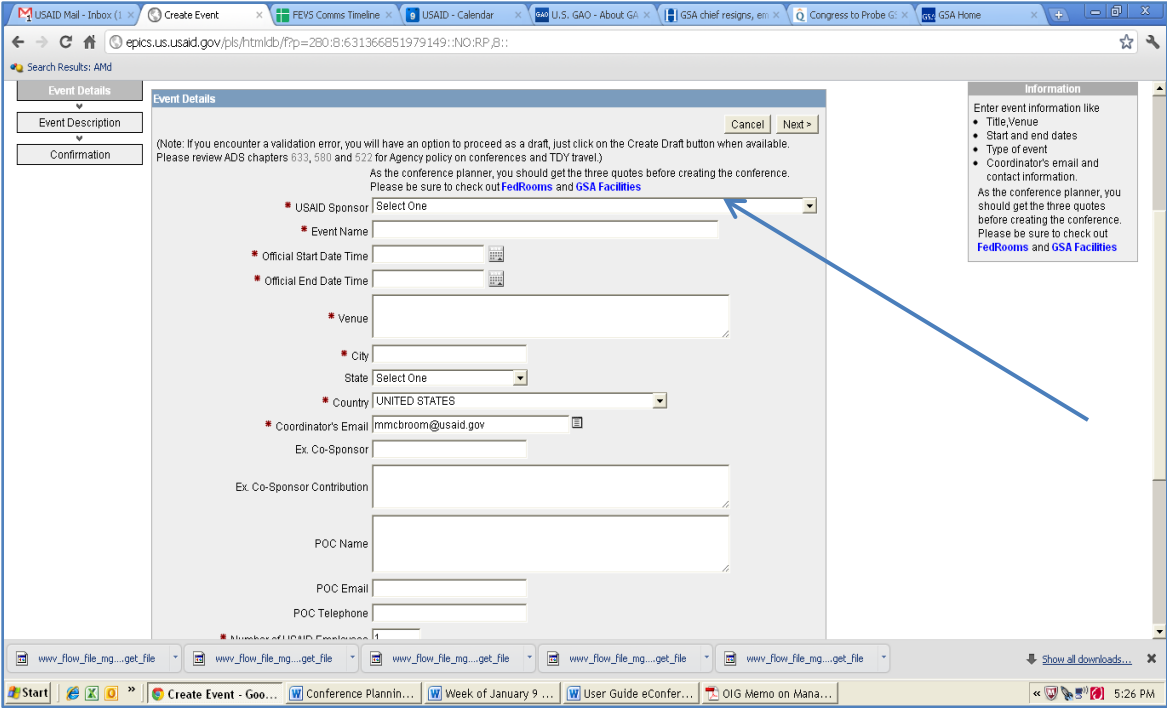 USAID Mail - Inbox (1
Create Event
FEVS Comms Timeline
USAID - Calendar
U.S. GAO - About GA
GSA chief resigns, em
Congress to Probe GS
GSA Home
epics.us.usaid.gov/pls/htmldb/f?p=280:8:631366851979149::NO:RP,8::
Search Results: AMd
Event Details
Event Description
Confirmation
Event Details
Cancel Next >
(Note: If you encounter a validation error, you will have an option to proceed as a draft, just click on the Create Draft button when available.
Please review ADS chapters 633, 580 and 522 for Agency policy on conferences and TDY travel.)
As the conference planner, you should get the three quotes before creating the conference.
Please be sure to check out FedRooms and GSA Facilities
* USAID Sponsor Select One
* Event Name
* Official Start Date Time
* Official End Date Time
* Venue
* City
State Select One
* Country UNITED STATES
* Coordinator's Email mmcbroom@usaid.gov
Ex. Co-Sponsor
Ex. Co-Sponsor Contribution
POC Name
POC Email
POC Telephone
* Number of USAID Employees 1
Information
Enter event information like
• Title,Venue
• Start and end dates
• Type of event
• Coordinator's email and
contact information.
As the conference planner, you
should get the three quotes
before creating the conference.
Please be sure to check out
FedRooms and GSA Facilities
wwv_flow_file_mg....get_file wwv_flow_file_mg....get_file wwv_flow_file_mg....get_file wwv_flow_file_mg....get_file wwv_flow_file_mg....get_file Show all downloads...
Start Create Event - Goo... Conference Plannin... Week of January 9 ... User Guide eConfer... OIG Memo on Mana... 5:26 PM